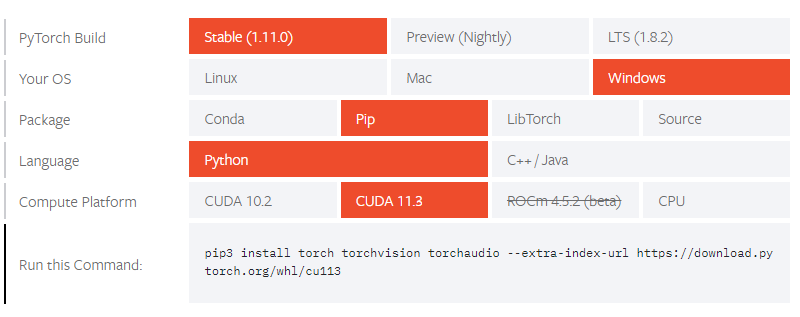 PyTorch Build Stable (1.11.0) Preview (Nightly) LTS (1.8.2)
Your OS Linux Mac Windows
Package Conda Pip LibTorch Source
Language Python C++ / Java
Compute Platform CUDA 10.2 CUDA 11.3 ROCm 4.5.2 (beta) CPU
Run this Command: pip3 install torch torchvision torchaudio --extra-index-url https://download.py
torch.org/whl/cu113